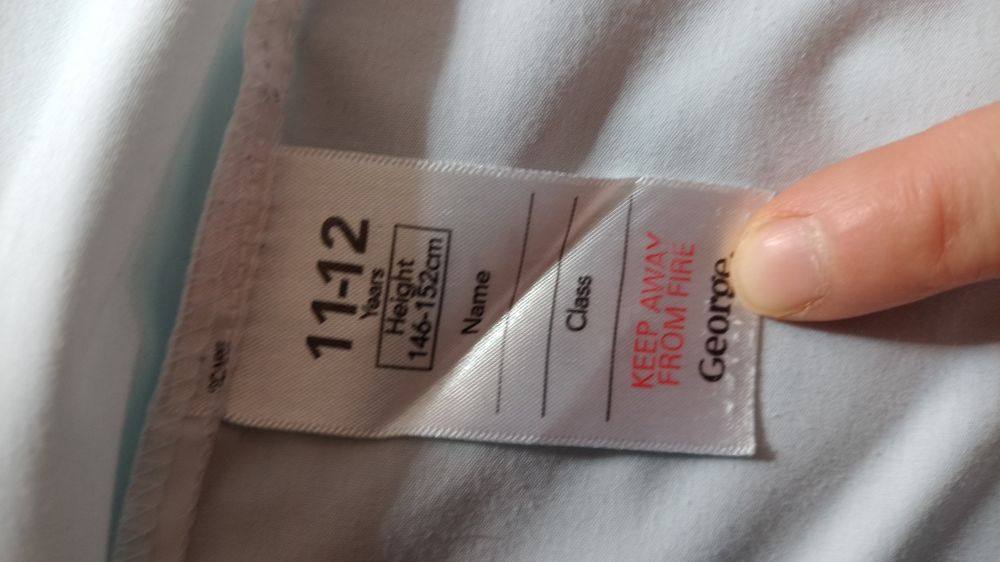 11-12
Years
Height
146-152cm
Name
Class
KEEP AWAY
FROM FIRE
George.